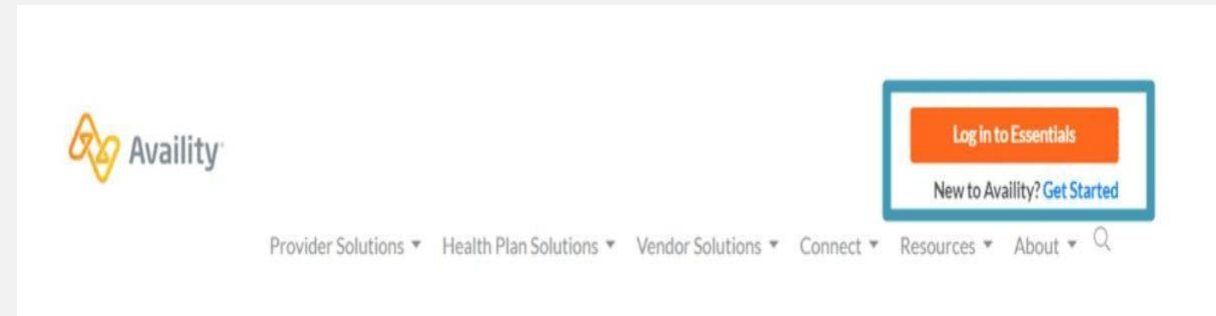 Availity
Log in to Essentials
New to Availity? Get Started
Provider Solutions Health Plan Solutions Vendor Solutions Connect Resources About